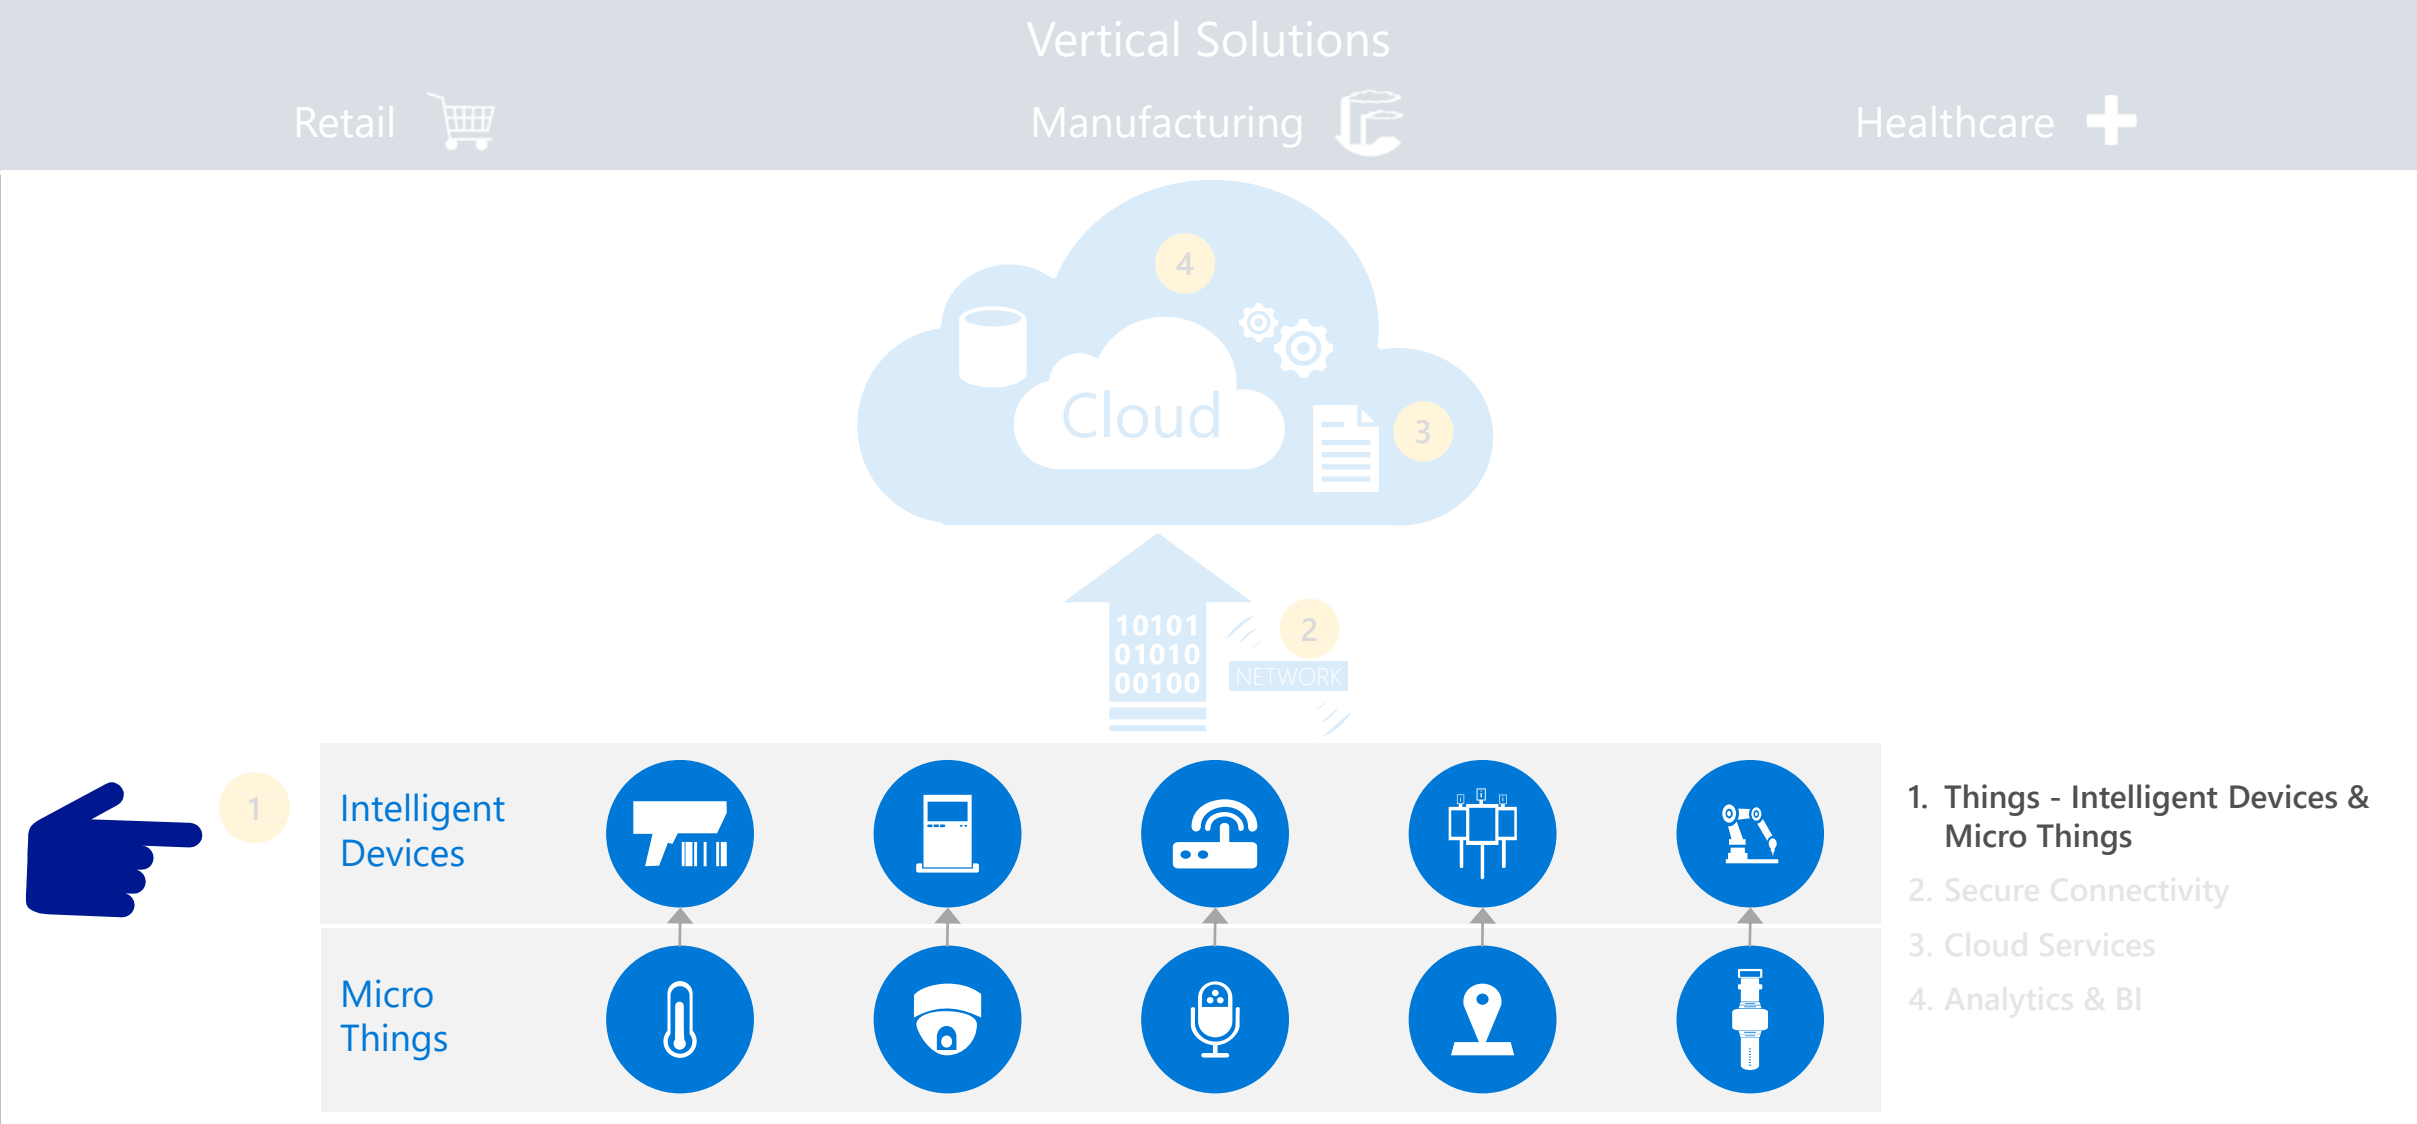 Vertical Solutions
Retail
Manufacturing
Healthcare
4
Cloud
3
10101
01010
00100
2
NETWORK
1
Intelligent
Devices
Micro
Things
1. Things - Intelligent Devices &
Micro Things
2. Secure Connectivity
3. Cloud Services
4. Analytics & BI